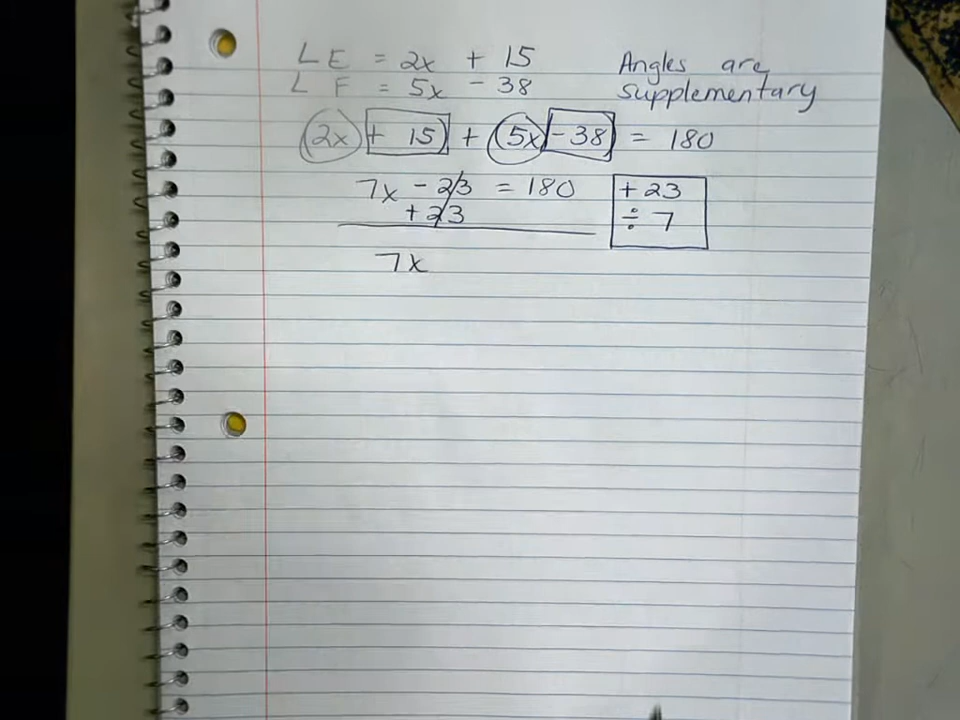 ∠E = 2x + 15 Angles are
∠F = 5x - 38 supplementary
(2x + 15) + (5x - 38) = 180
7x - 23 = 180 + 23
+ 23 ÷ 7
7x